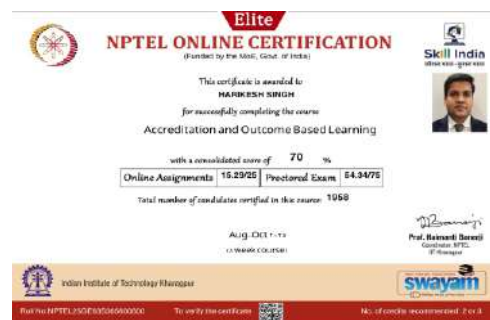 Elite
NPTEL ONLINE CERTIFICATION
(Funded by the MoE, Govt. of India)
Skill India
This certificate is awarded to
HARIKESH SINGH
for successfully completing the course
Accreditation and Outcome Based Learning
with a consolidated score of 70 %
Online Assignments 15.29/25 Proctored Exam 54.34/75
Total number of candidates certified in this course: 1958
Aug-Oct
Prof. Haimanti Banerji
Coordinator, NPTEL
IIT Kharagpur
Indian Institute of Technology Kharagpur
swayam
Roll No:
To verify the certificate
No. of credits recommended: 2 or 3